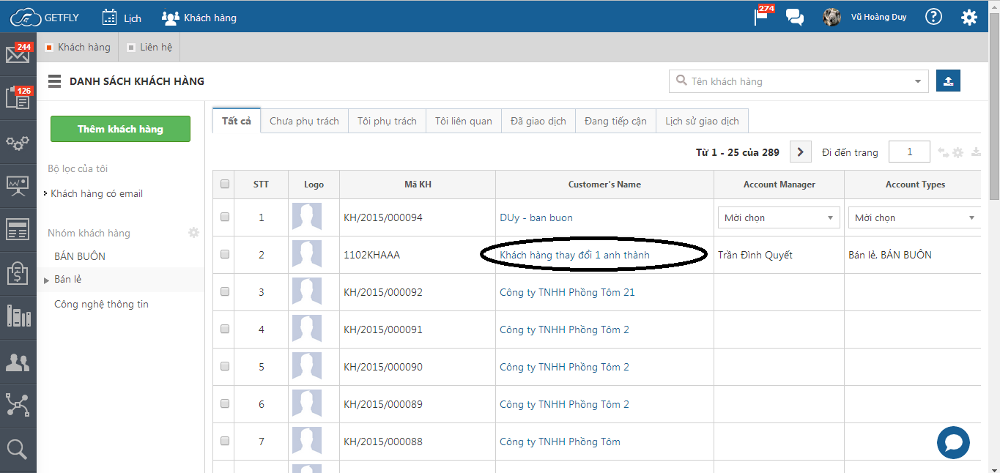 GETFLY Lịch Khách hàng 274 Vũ Hoàng Duy ?
244 Khách hàng Liên hệ
126 DANH SÁCH KHÁCH HÀNG Tên khách hàng
Thêm khách hàng
Bộ lọc của tôi
Khách hàng có email
Nhóm khách hàng
BÁN BUÔN
Bán lẻ
Công nghệ thông tin
Tất cả Chưa phụ trách Tôi phụ trách Tôi liên quan Đã giao dịch Đang tiếp cận Lịch sử giao dịch
Từ 1 - 25 của 289 Đi đến trang 1
STT Logo Mã KH Customer's Name Account Manager Account Types
1 KH/2015/000094 DUy - ban buon Mời chọn Mời chọn
2 1102KHAAA Khách hàng thay đổi 1 anh thành Trần Đình Quyết Bán lẻ, BÁN BUÔN
3 KH/2015/000092 Công ty TNHH Phồng Tôm 21
4 KH/2015/000091 Công ty TNHH Phồng Tôm 2
5 KH/2015/000090 Công ty TNHH Phồng Tôm 2
6 KH/2015/000089 Công ty TNHH Phồng Tôm 2
7 KH/2015/000088 Công ty TNHH Phồng Tôm